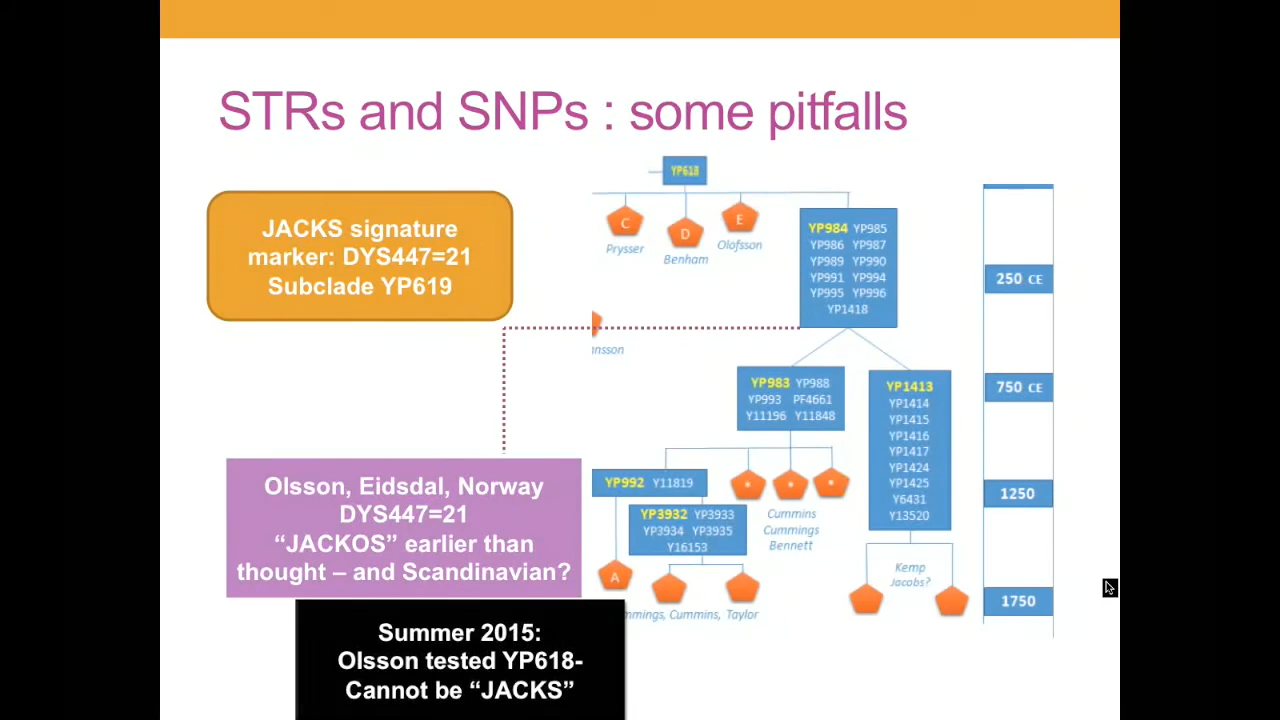 STRs and SNPs : some pitfalls
JACKS signature
marker: DYS447=21
Subclade YP619
YP618
C
D
E
Prysser
Benham
Olofsson
YP984 YP985
YP986 YP987
YP989 YP990
YP991 YP994
YP995 YP996
YP1418
250 CE
nsson
YP983 YP988
YP993 PF4661
Y11196 Y11848
YP1413
YP1414
YP1415
YP1416
YP1417
YP1424
YP1425
Y6431
Y13520
750 CE
Olsson, Eidsdal, Norway
DYS447=21
“JACKOS” earlier than
thought – and Scandinavian?
YP992 Y11819
YP3932 YP3933
YP3934 YP3935
Y16153
* * *
Cummins
Cummings
Bennett
1250
A
mmings, Cummins, Taylor
Kemp
Jacobs?
1750
Summer 2015:
Olsson tested YP618-
Cannot be “JACKS”